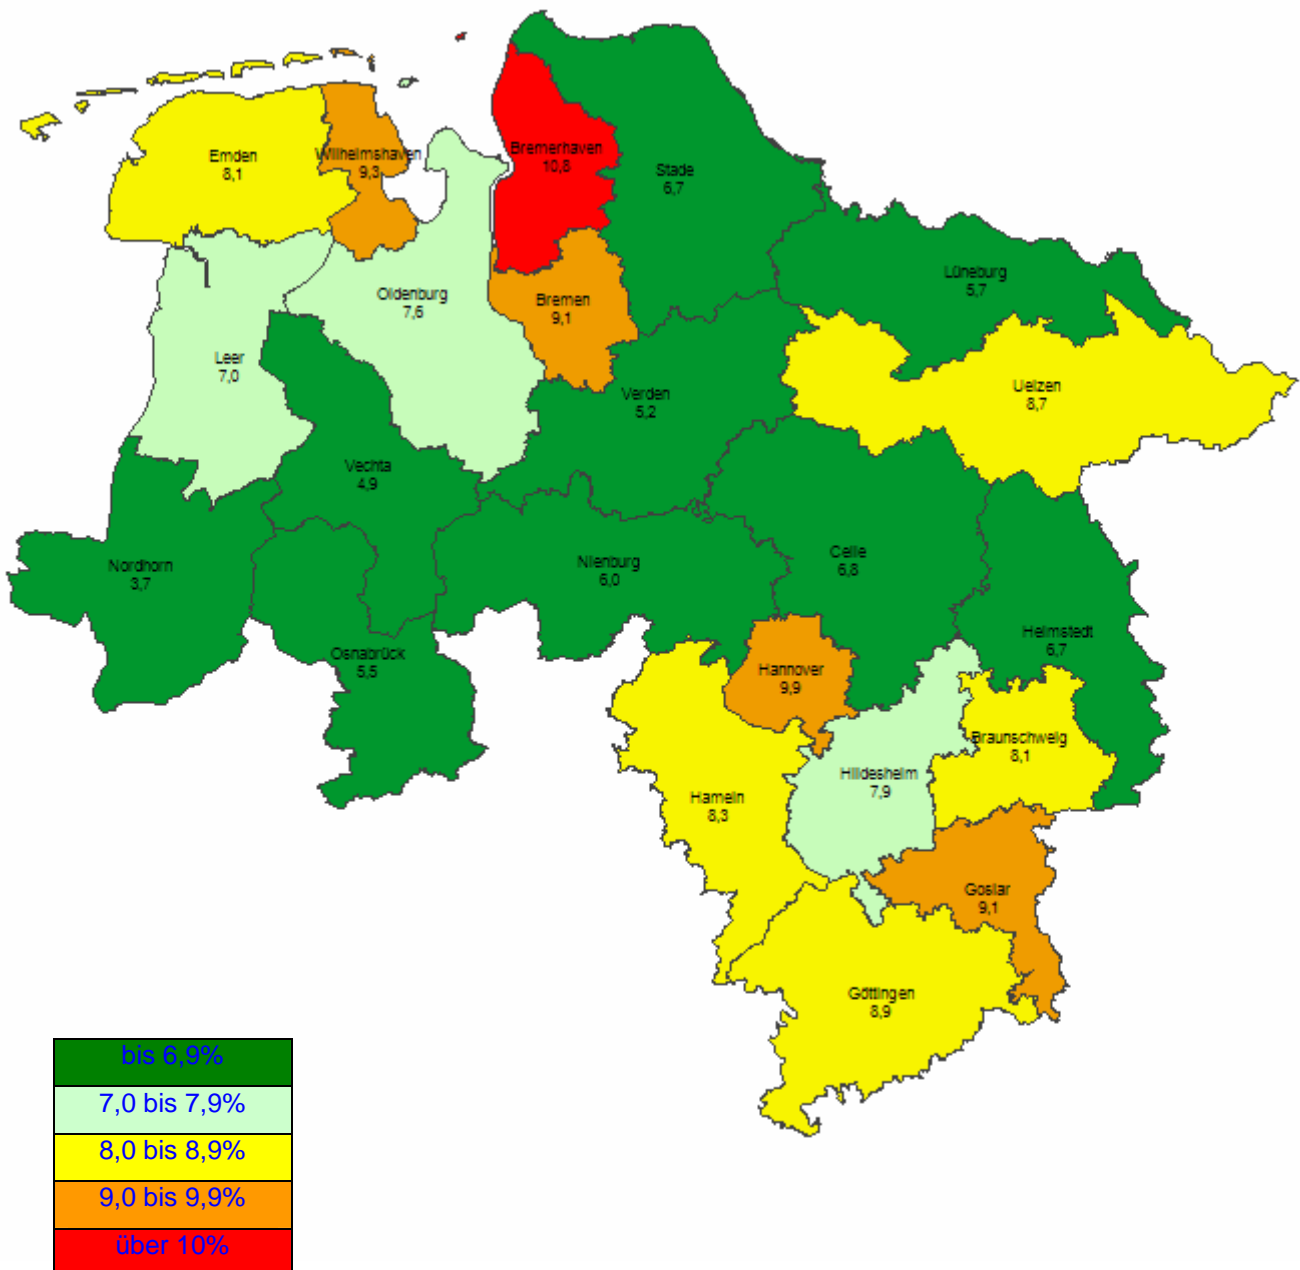 Emden
8,1
Wilhelmshaven
9,3
Bremerhaven
10,8
Stade
6,7
Oldenburg
7,6
Bremen
9,1
Lüneburg
5,7
Leer
7,0
Verden
5,2
Uelzen
8,7
Vechta
4,9
Nordhorn
3,7
Nienburg
6,0
Celle
6,8
Helmstedt
6,7
Osnabrück
5,5
Hannover
9,9
Braunschweig
8,1
Hildesheim
7,9
Hameln
8,3
Goslar
9,1
Göttingen
8,9
bis 6,9%
7,0 bis 7,9%
8,0 bis 8,9%
9,0 bis 9,9%
über 10%